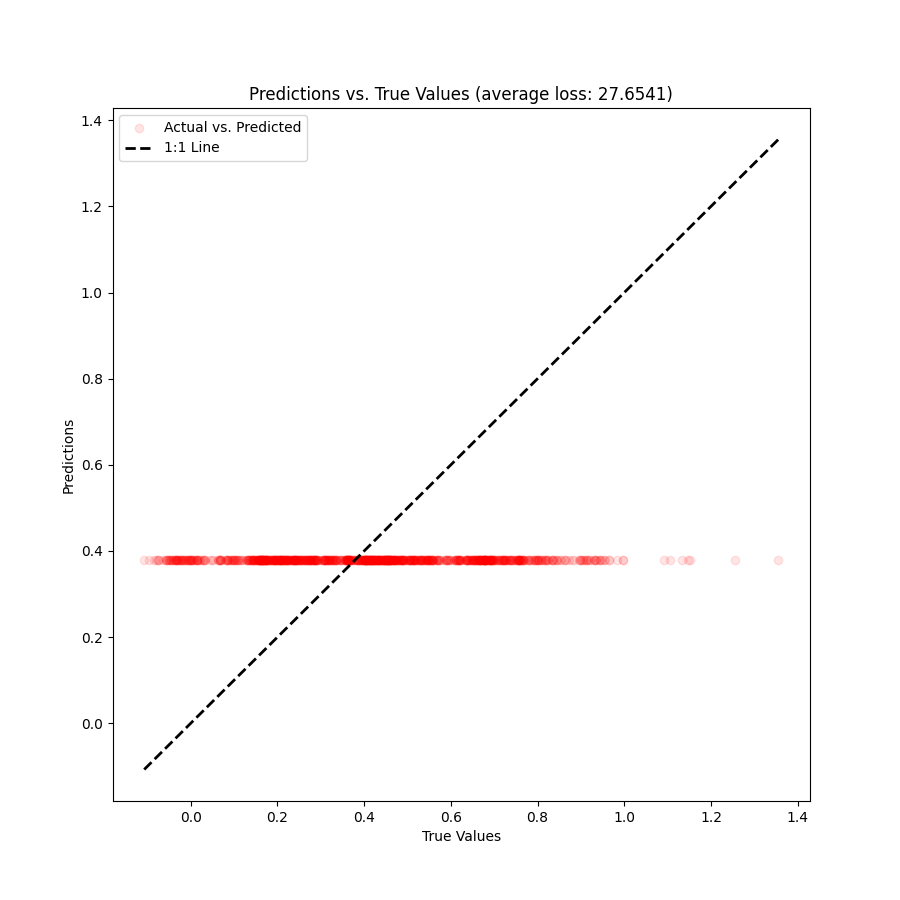 Predictions vs. True Values (average loss: 27.6541)
Actual vs. Predicted
1:1 Line
1.4
1.2
1.0
0.8
0.6
0.4
0.2
0.0
Predictions
0.0 0.2 0.4 0.6 0.8 1.0 1.2 1.4
True Values